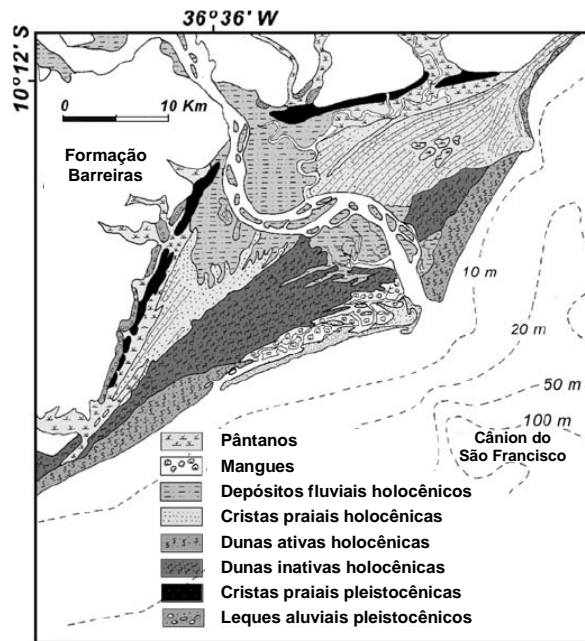 36° 36' W
10° 12' S
0 10 Km
Formação
Barreiras
10 m
20 m
50 m
100 m
Cânion do
São Francisco
Pântanos
Mangues
Depósitos fluviais holocênicos
Cristas praiais holocênicas
Dunas ativas holocênicas
Dunas inativas holocênicas
Cristas praiais pleistocênicas
Leques aluviais pleistocênicos